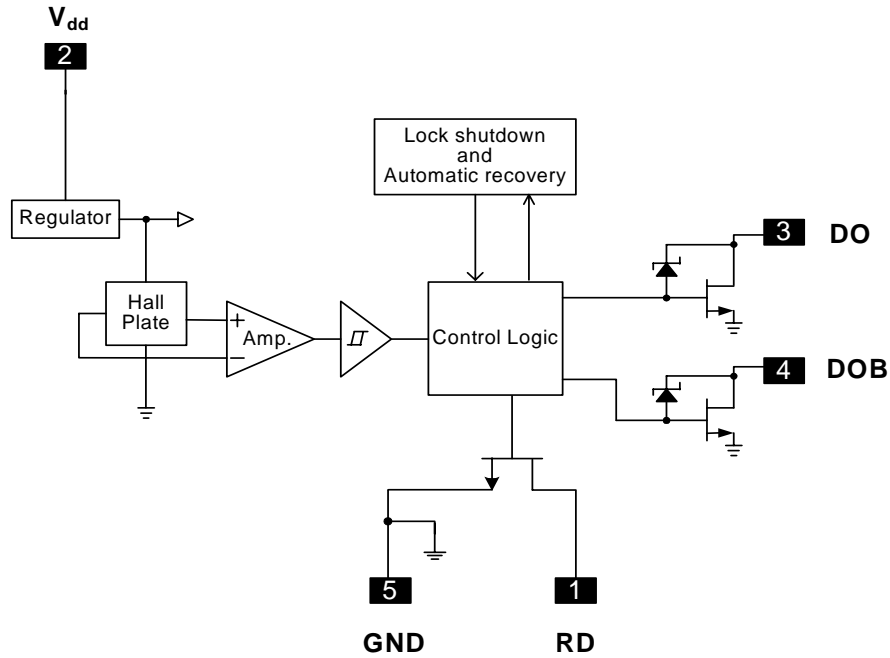 Vdd
2
Lock shutdown
and
Automatic recovery
Regulator
3 DO
Hall
Plate
+
Amp.
−
Control Logic
4 DOB
5
1
GND
RD